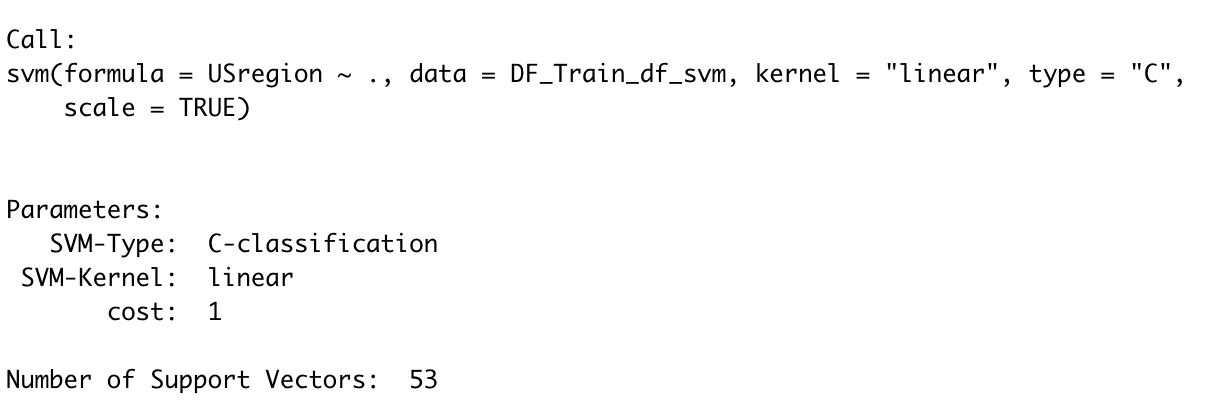 Call:
svm(formula = USregion ~ ., data = DF_Train_df_svm, kernel = "linear", type = "C",
    scale = TRUE)
Parameters:
   SVM-Type:  C-classification
 SVM-Kernel:  linear
       cost:  1
Number of Support Vectors:  53